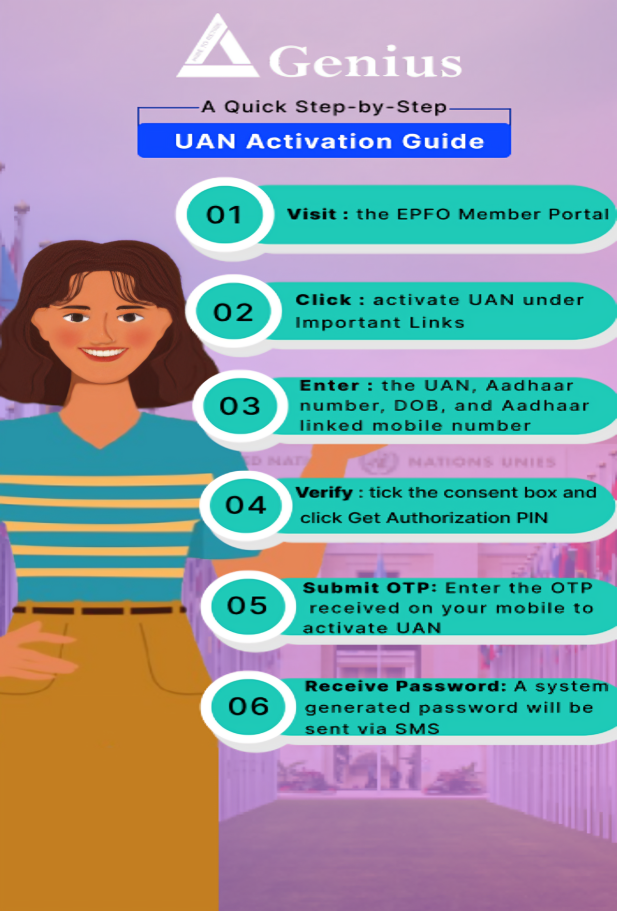 HIRE TO RETIRE
Genius
A Quick Step-by-Step
UAN Activation Guide
01
Visit : the EPFO Member Portal
02
Click : activate UAN under
Important Links
03
Enter : the UAN, Aadhaar
number, DOB, and Aadhaar
linked mobile number
NATIONS UNIES
04
Verify : tick the consent box and
click Get Authorization PIN
05
Submit OTP: Enter the OTP
received on your mobile to
activate UAN
06
Receive Password: A system
generated password will be
sent via SMS